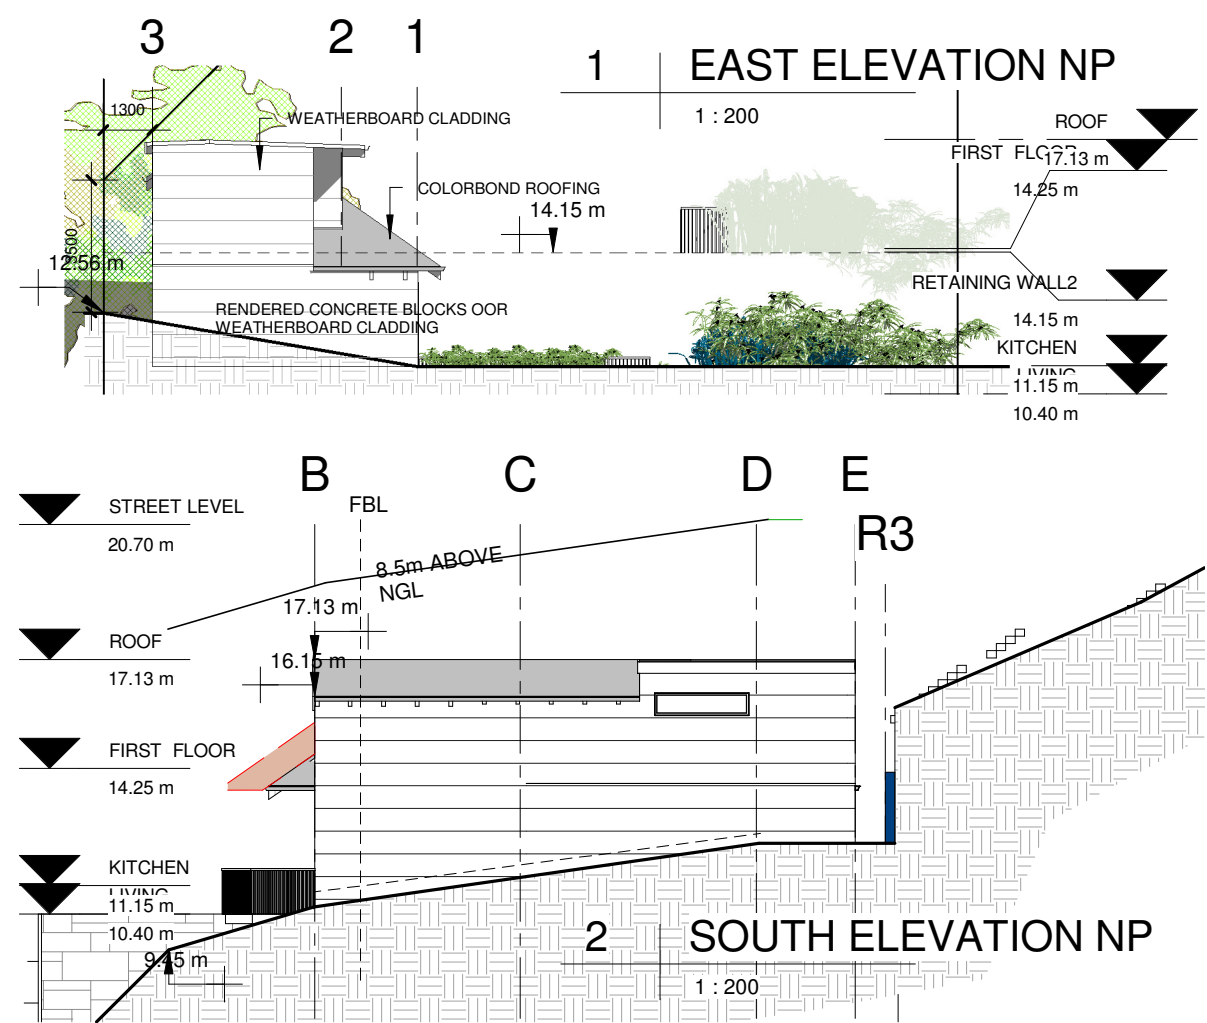 3 2 1
1 EAST ELEVATION NP
1 : 200
1300
WEATHERBOARD CLADDING
ROOF
FIRST FLOOR
17.13 m
COLORBOND ROOFING
14.25 m
14.15 m
12.56 m
RETAINING WALL2
RENDERED CONCRETE BLOCKS OOR
WEATHERBOARD CLADDING
14.15 m
KITCHEN
LIVING
11.15 m
10.40 m
B C D E
R3
FBL
STREET LEVEL
20.70 m
8.5m ABOVE
NGL
17.13 m
ROOF
17.13 m
16.15 m
FIRST FLOOR
14.25 m
KITCHEN
LIVING
11.15 m
10.40 m
9.45 m
2 SOUTH ELEVATION NP
1 : 200